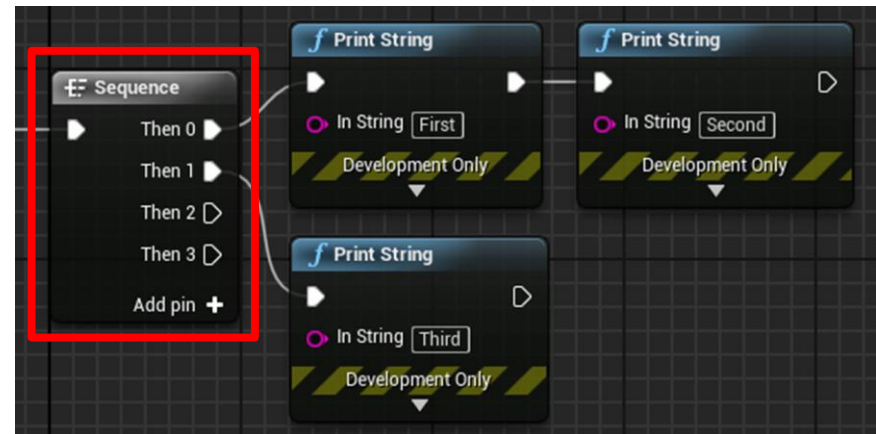 Sequence
Then 0
Then 1
Then 2
Then 3
Add pin
Print String
In String First
Development Only
Print String
In String Second
Development Only
Print String
In String Third
Development Only